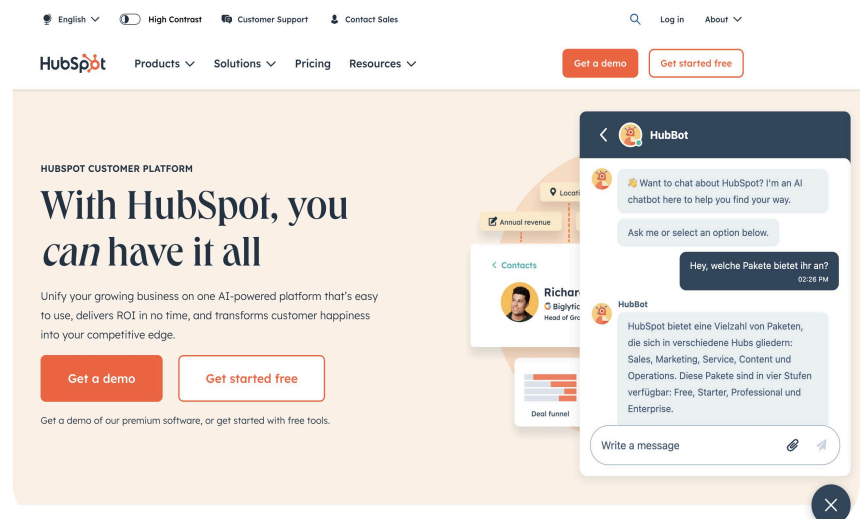 English High Contrast Customer Support Contact Sales Log in About
HubSpot Products Solutions Pricing Resources Get a demo Get started free
HUBSPOT CUSTOMER PLATFORM
With HubSpot, you
can have it all
Unify your growing business on one AI-powered platform that's easy
to use, delivers ROI in no time, and transforms customer happiness
into your competitive edge.
Get a demo Get started free
Get a demo of our premium software, or get started with free tools.
Annual revenue
Contacts
Head of
Deal funnel
HubBot
👋 Want to chat about HubSpot? I'm an AI
chatbot here to help you find your way.
Ask me or select an option below.
Hey, welche Pakete bietet ihr an?
02:26 PM
HubBot
HubSpot bietet eine Vielzahl von Paketen,
die sich in verschiedene Hubs gliedern:
Sales, Marketing, Service, Content und
Operations. Diese Pakete sind in vier Stufen
verfügbar: Free, Starter, Professional und
Enterprise.
Write a message